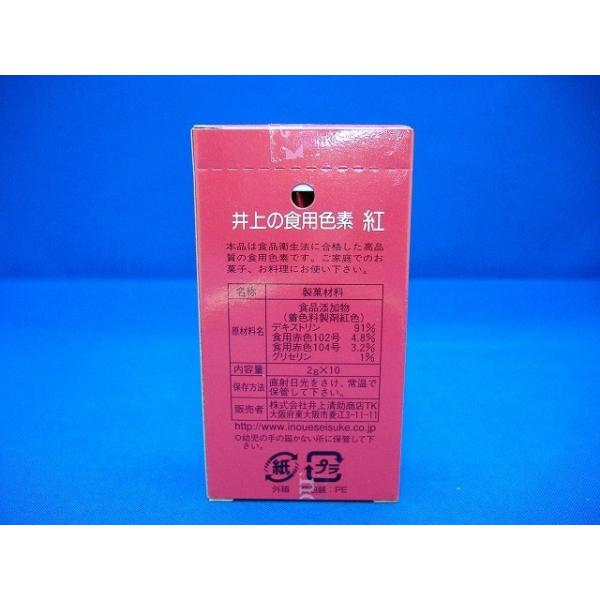 井上の食用色素 紅
本品は食品衛生法に合格した高品
質の食用色素です。ご家庭でのお
菓子、お料理にお使い下さい。
名称 製菓材料
原材料名 食品添加物
(着色料製剤紅色)
デキストリン 91%
食用赤色102号 4.8%
食用赤色104号 3.2%
グリセリン 1%
内容量 2g×10
保存方法 直射日光をさけ、常温で
保管して下さい。
販売者 株式会社井上清助商店TK
大阪府東大阪市菱江3-11-11
http://www.inoueseisuke.co.jp
○幼児の手の届かない所に保管して下
さい。
紙 プラ
外箱 :PE